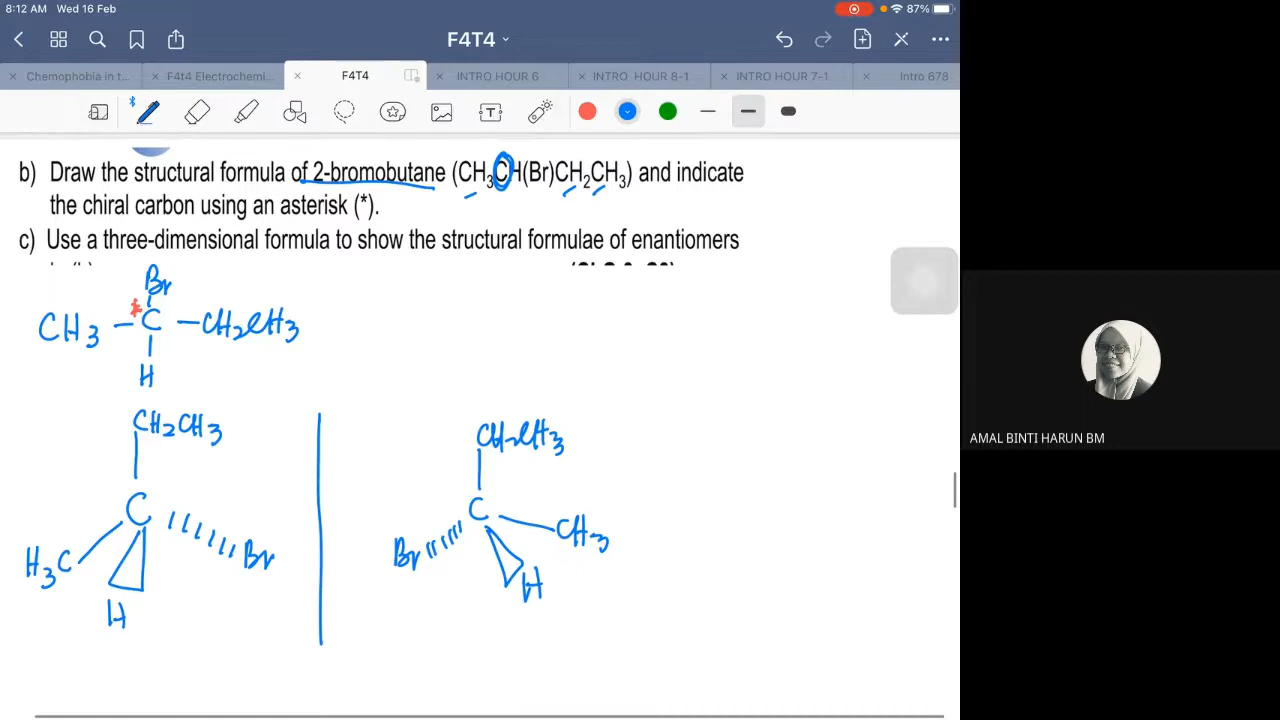 8:12 AM Wed 16 Feb
87%
F4T4
Chemophobia in t...
F4t4 Electrochemi...
F4T4
INTRO HOUR 6
INTRO HOUR 8-1
INTRO HOUR 7-1
Intro 678
T
b) Draw the structural formula of 2-bromobutane (CH₃CH(Br)CH₂CH₃) and indicate
the chiral carbon using an asterisk (*).
c) Use a three-dimensional formula to show the structural formulae of enantiomers
Br
CH₃ – *C – CH₂CH₃
H
CH₂CH₃
C
H₃C Br
H
CH₂CH₃
C
Br CH₃
H
AMAL BINTI HARUN BM